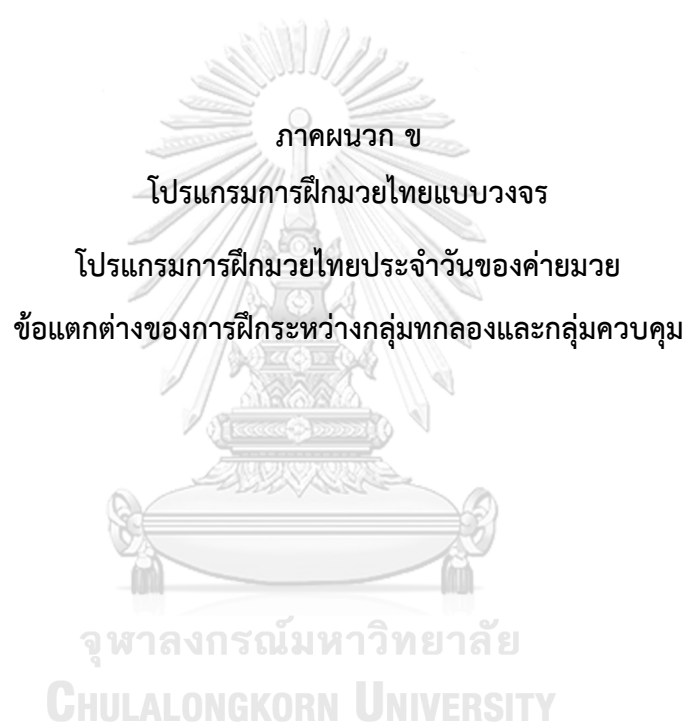 ภาคผนวก ข
โปรแกรมการฝึกมวยไทยแบบวงจร
โปรแกรมการฝึกมวยไทยประจำวันของค่ายมวย
ข้อแตกต่างของการฝึกระหว่างกลุ่มทกลองและกลุ่มควบคุม
จุฬาลงกรณ์มหาวิทยาลัย
CHULALONGKORN UNIVERSITY